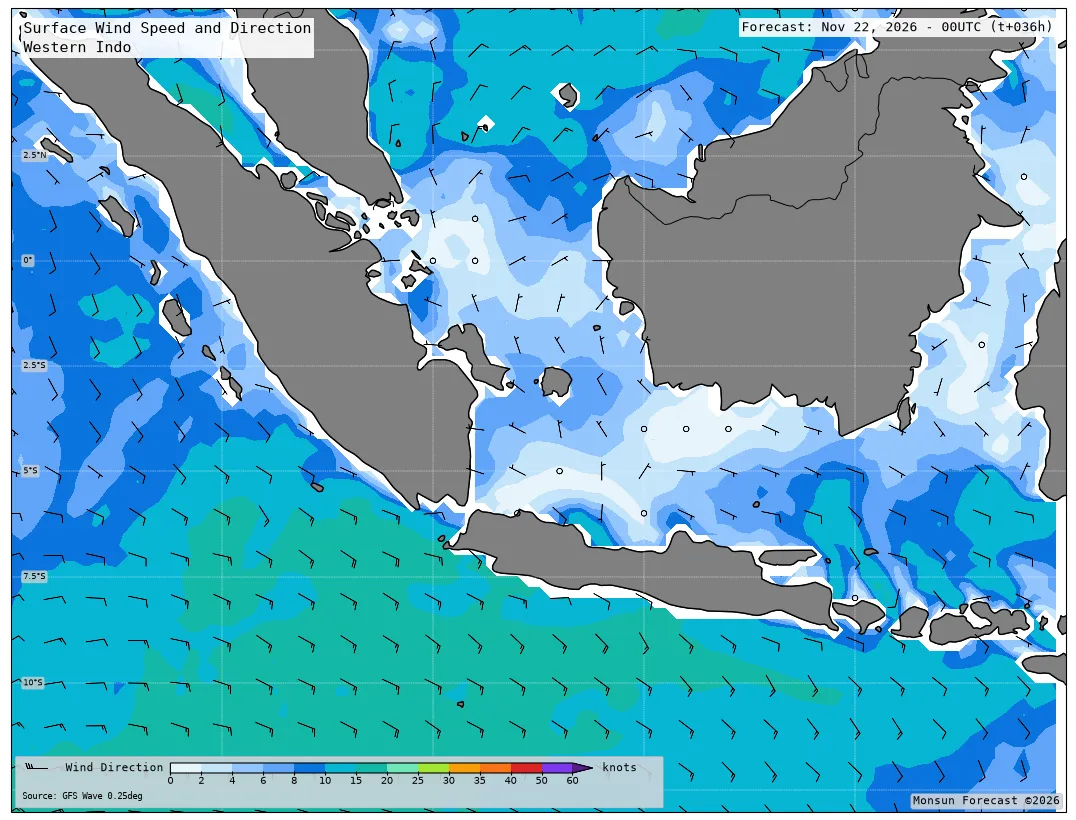 Surface Wind Speed and Direction
Western Indo
Forecast: Nov 22, 2026 - 00UTC (t+036h)
2.5°N
0°
2.5°S
5°S
7.5°S
10°S
Wind Direction
0 2 4 6 8 10 15 20 25 30 35 40 50 60
knots
Source: GFS Wave 0.25deg
Monsun Forecast ©2026